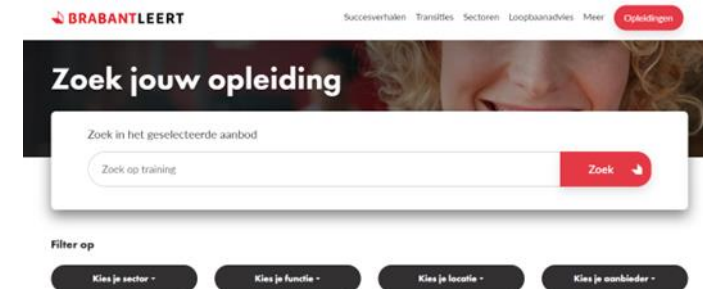 BRABANTLEERT
Succesverhalen Transities Sectoren Loopbaanadvies Meer Opleidingen
Zoek jouw opleiding
Zoek in het geselecteerde aanbod
Zoek op training Zoek
Filter op
Kies je sector - Kies je functie - Kies je locatie - Kies je aanbieder -